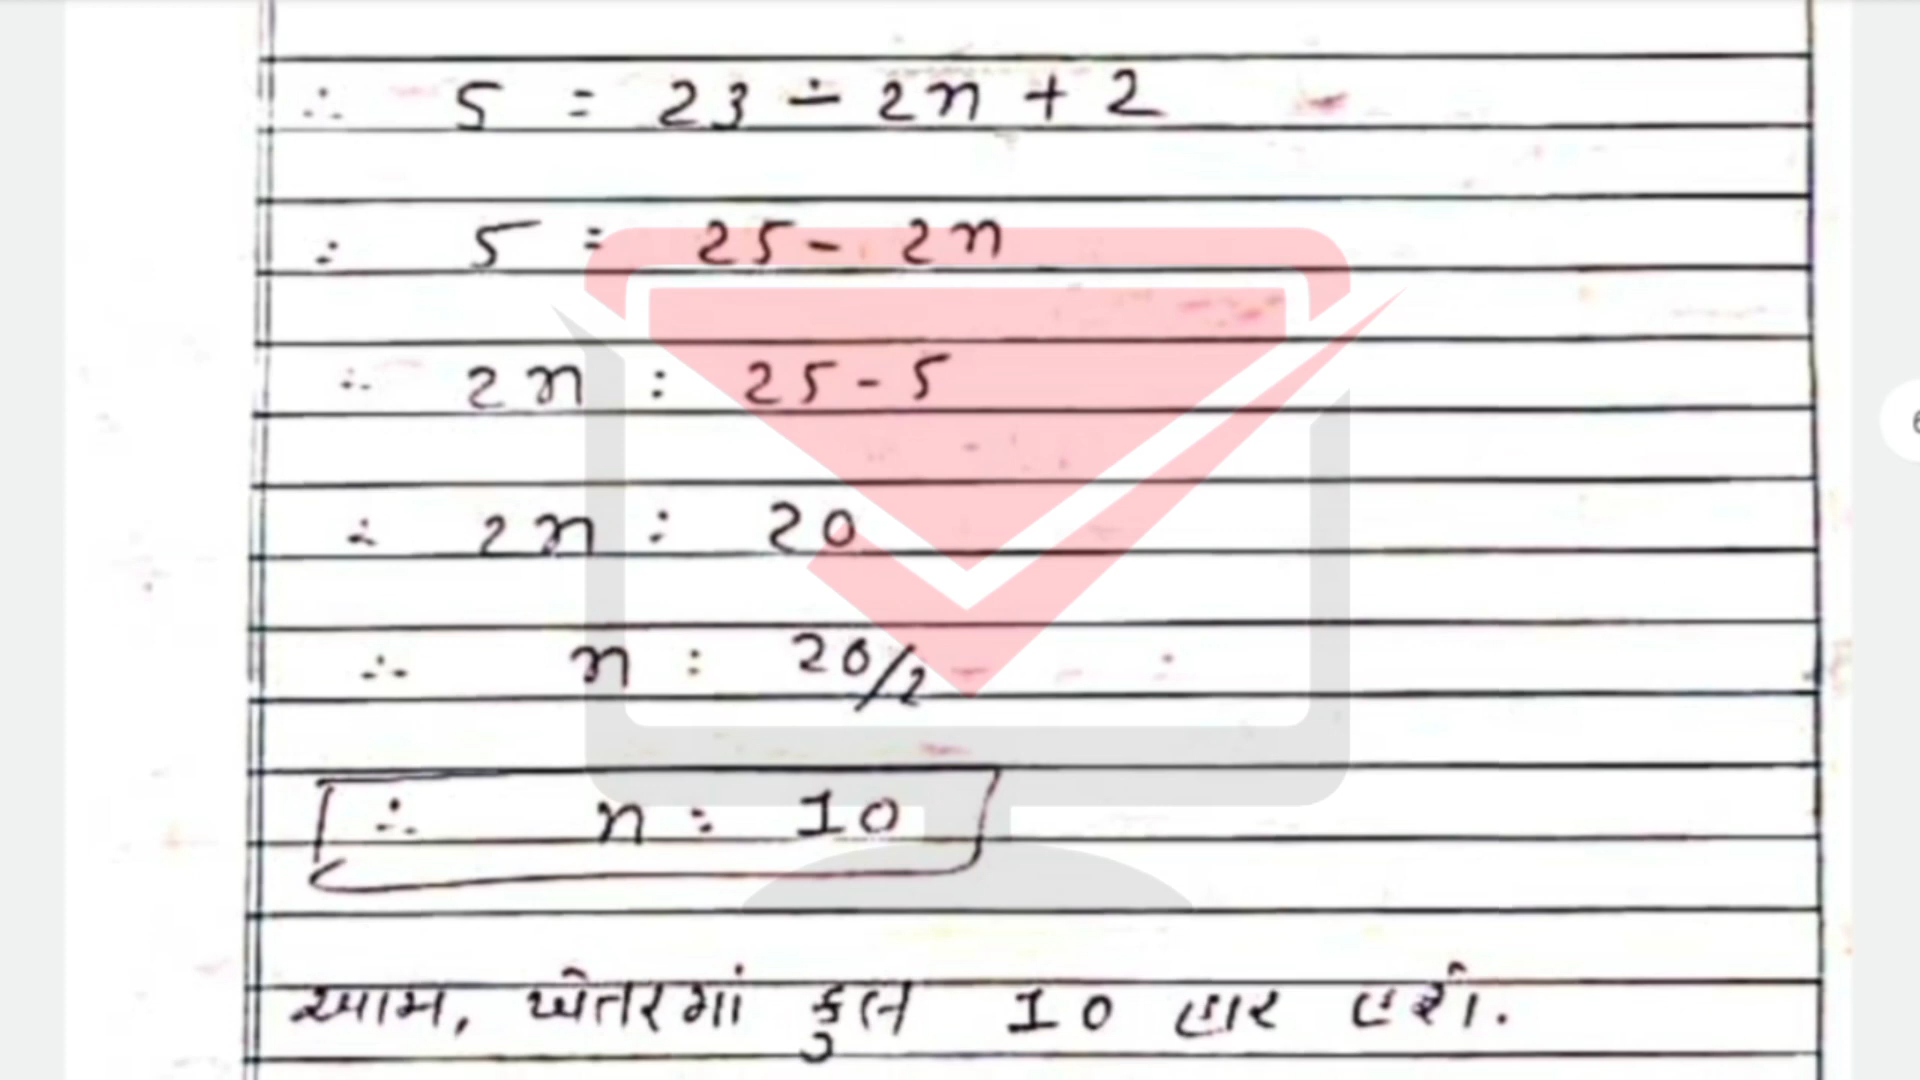 ∴ 5 = 23 - 2n + 2
∴ 5 = 25 - 2n
∴ 2n = 25 - 5
∴ 2n = 20
∴ n = 20/2
∴ n = 10
આમ, ખેતરમાં કુલ 10 હાર હશે.